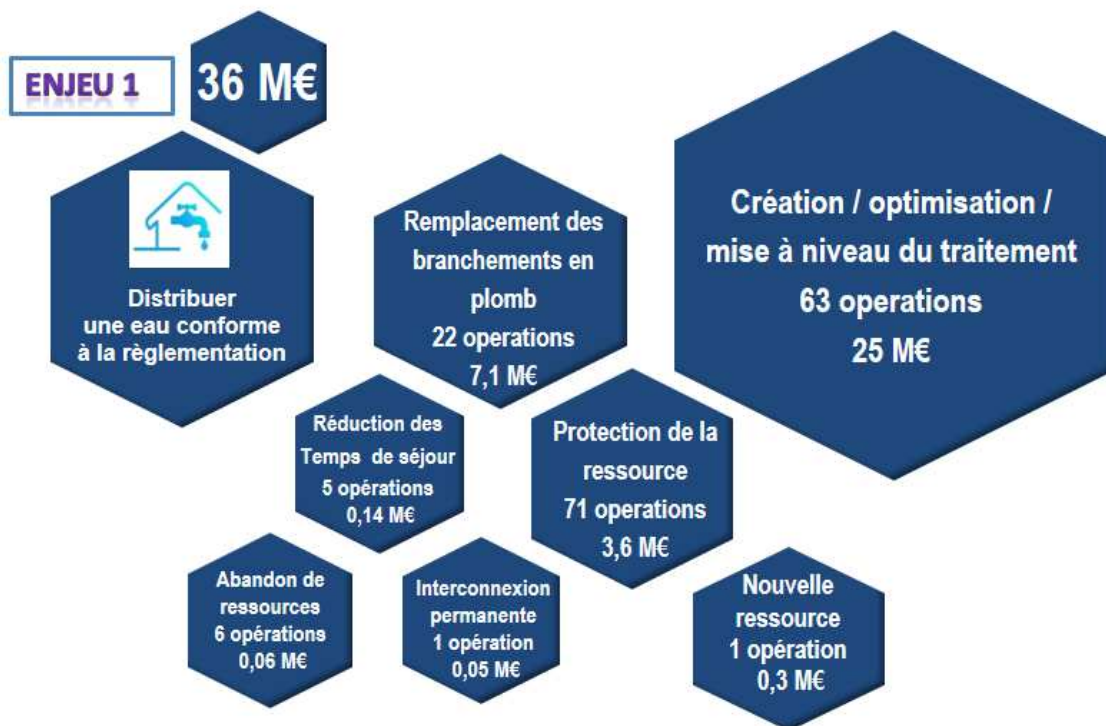 ENJEU 1
36 M€
Distribuer
une eau conforme
à la règlementation
Remplacement des
branchements en
plomb
22 operations
7,1 M€
Création / optimisation /
mise à niveau du traitement
63 operations
25 M€
Réduction des
Temps de séjour
5 opérations
0,14 M€
Protection de la
ressource
71 operations
3,6 M€
Abandon de
ressources
6 opérations
0,06 M€
Interconnexion
permanente
1 opération
0,05 M€
Nouvelle
ressource
1 opération
0,3 M€